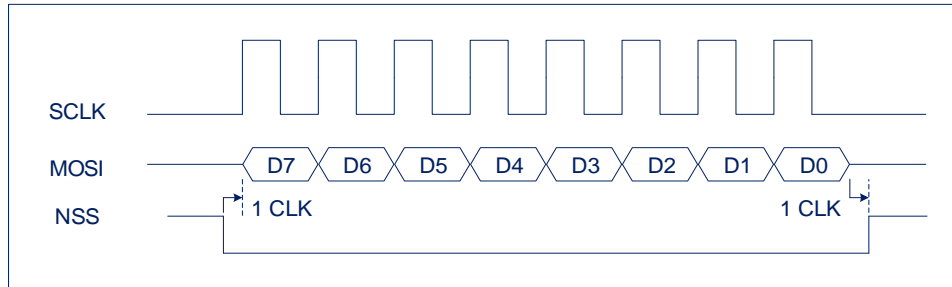 SCLK
MOSI D7 D6 D5 D4 D3 D2 D1 D0
1 CLK 1 CLK
NSS